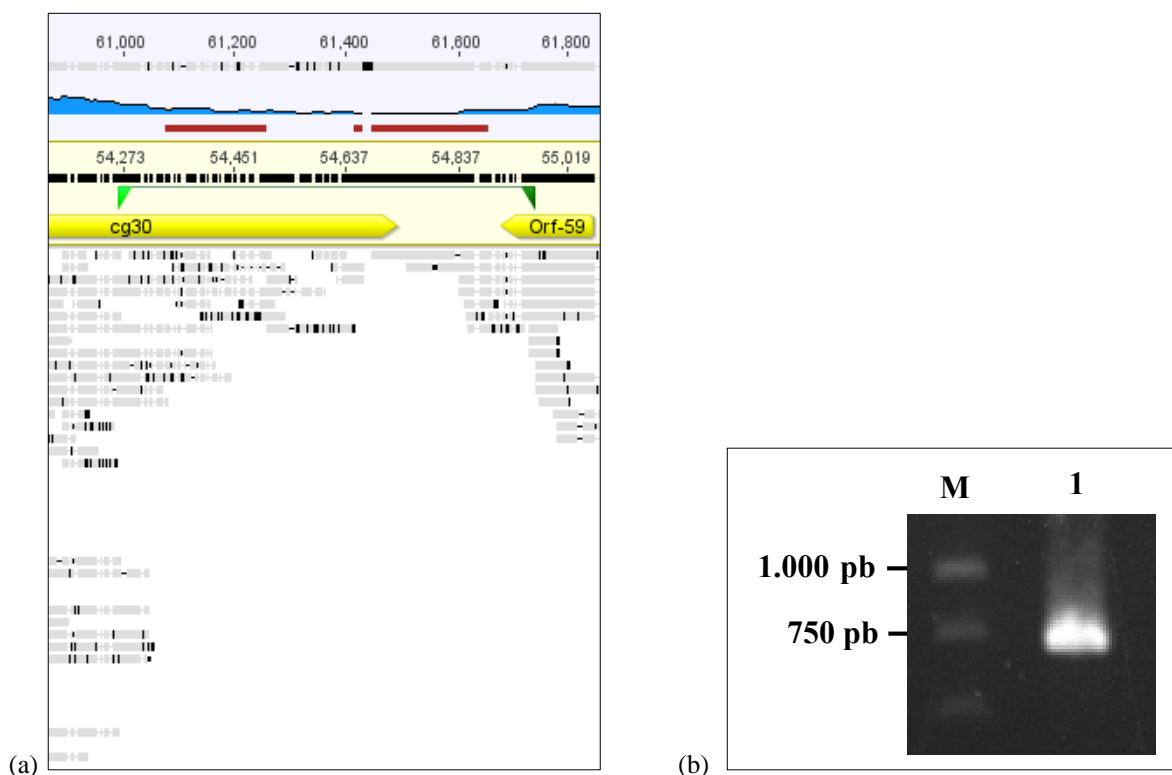 61,000 61,200 61,400 61,600 61,800
54,273 54,451 54,637 54,837 55,019
cg30 Orf-59
(a)
M 1
1.000 pb
750 pb
(b)